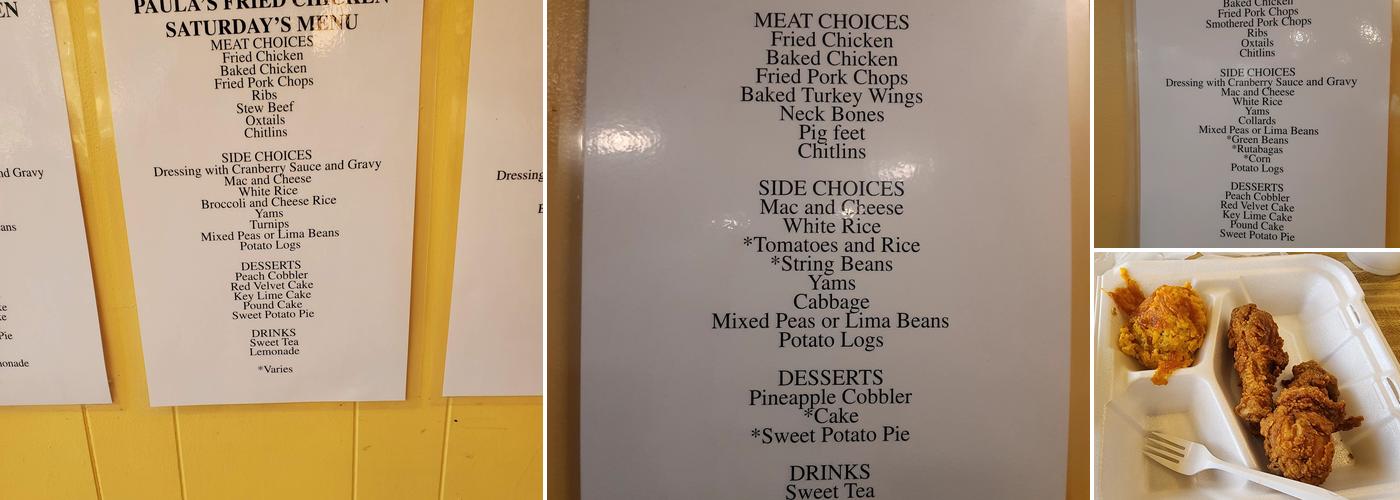 EN
nd Gravy
ans
ke
ke
Pie
monade
PAULA'S FRIED CHICKEN
SATURDAY'S MENU
MEAT CHOICES
Fried Chicken
Baked Chicken
Fried Pork Chops
Ribs
Stew Beef
Oxtails
Chitlins
SIDE CHOICES
Dressing with Cranberry Sauce and Gravy
Mac and Cheese
White Rice
Broccoli and Cheese Rice
Yams
Turnips
Mixed Peas or Lima Beans
Potato Logs
DESSERTS
Peach Cobbler
Red Velvet Cake
Key Lime Cake
Pound Cake
Sweet Potato Pie
DRINKS
Sweet Tea
Lemonade
*Varies
Dressing
MEAT CHOICES
Fried Chicken
Baked Chicken
Fried Pork Chops
Baked Turkey Wings
Neck Bones
Pig feet
Chitlins
SIDE CHOICES
Mac and Cheese
White Rice
*Tomatoes and Rice
*String Beans
Yams
Cabbage
Mixed Peas or Lima Beans
Potato Logs
DESSERTS
Pineapple Cobbler
*Cake
*Sweet Potato Pie
DRINKS
Sweet Tea
Baked Chicken
Fried Pork Chops
Smothered Pork Chops
Ribs
Oxtails
Chitlins
SIDE CHOICES
Dressing with Cranberry Sauce and Gravy
Mac and Cheese
White Rice
Yams
Collards
Mixed Peas or Lima Beans
*Green Beans
*Rutabagas
*Corn
Potato Logs
DESSERTS
Peach Cobbler
Red Velvet Cake
Key Lime Cake
Pound Cake
Sweet Potato Pie